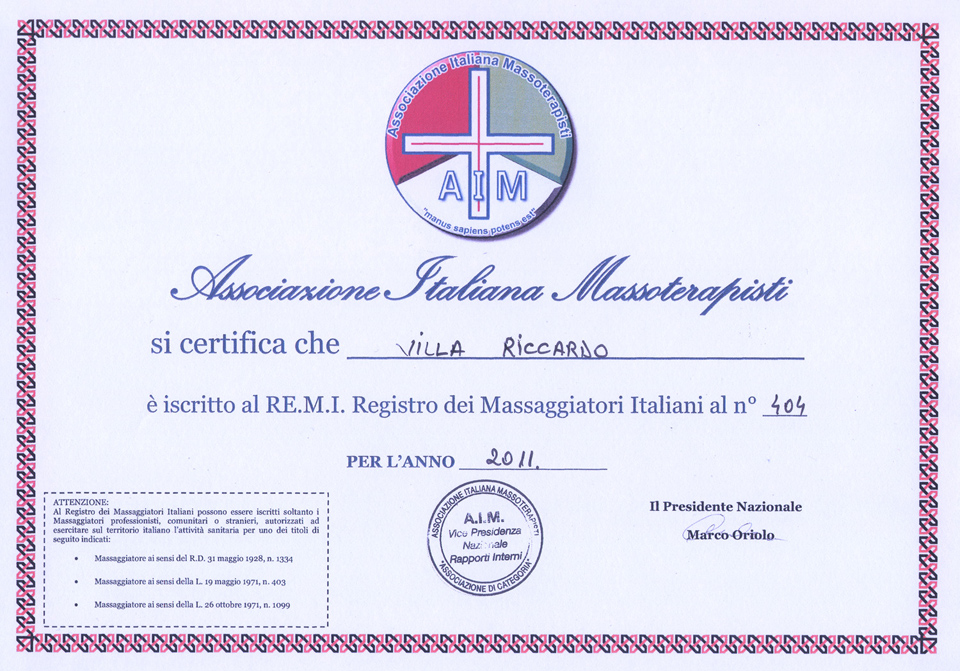 Associazione Italiana Massoterapisti
AIM
"manus sapiens potens est"
Associazione Italiana Massoterapisti
si certifica che VILLA RICCARDO
è iscritto al RE.M.I. Registro dei Massaggiatori Italiani al n° 404
PER L'ANNO 2011.
ATTENZIONE:
Al Registro dei Massaggiatori Italiani possono essere iscritti soltanto i
Massaggiatori professionisti, comunitari o stranieri, autorizzati ad
esercitare sul territorio italiano l'attività sanitaria per uno dei titoli di
seguito indicati:
• Massaggiatore ai sensi del R.D. 31 maggio 1928, n. 1334
• Massaggiatore ai sensi della L. 19 maggio 1971, n. 403
• Massaggiatore ai sensi della L. 26 ottobre 1971, n. 1099
ASSOCIAZIONE ITALIANA MASSOTERAPISTI
A.I.M.
Vice Presidenza
Nazionale
Rapporti Interni
"ASSOCIAZIONE DI CATEGORIA"
Il Presidente Nazionale
Marco Oriolo